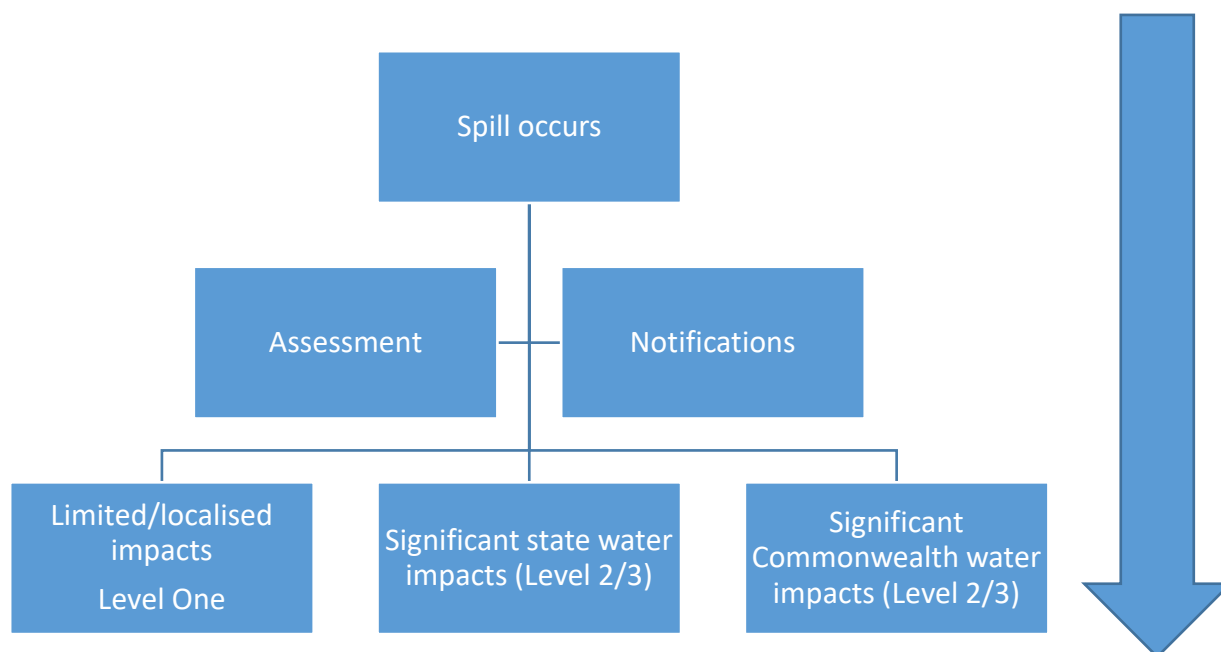 Spill occurs
Assessment
Notifications
Limited/localised
impacts
Level One
Significant state water
impacts (Level 2/3)
Significant
Commonwealth water
impacts (Level 2/3)